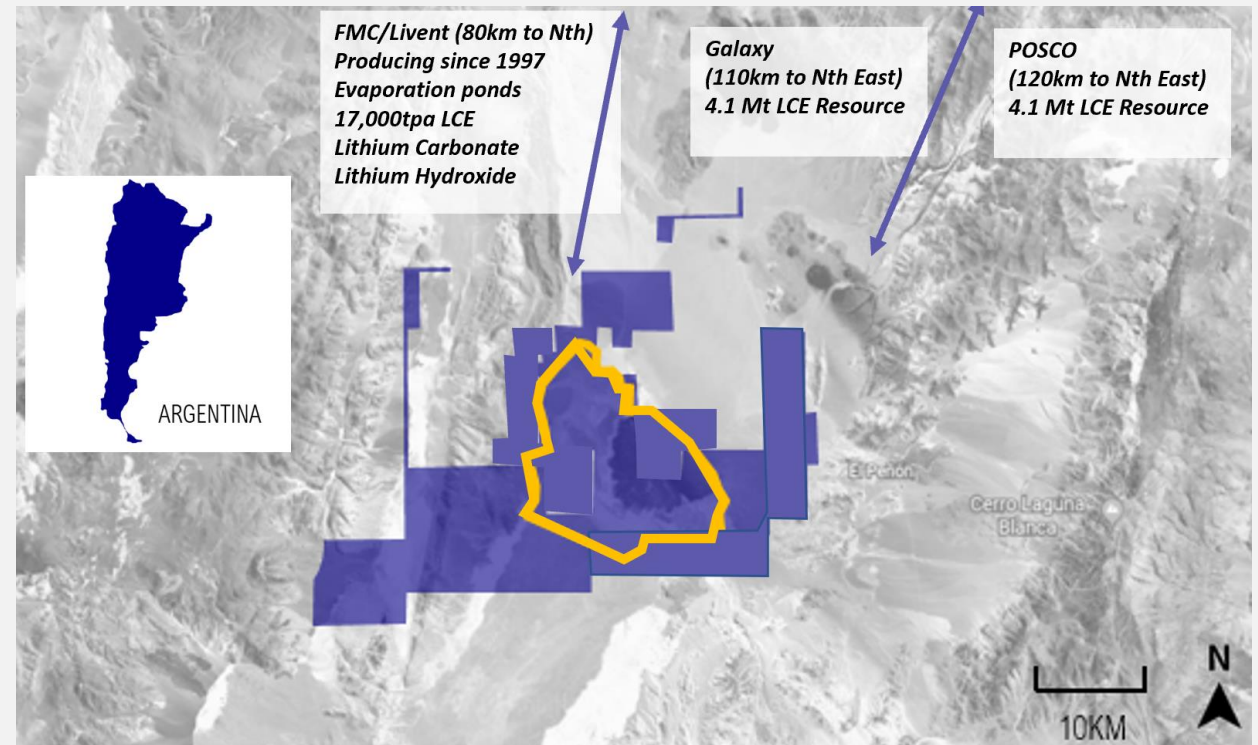 FMC/Livent (80km to Nth)
Producing since 1997
Evaporation ponds
17,000tpa LCE
Lithium Carbonate
Lithium Hydroxide
Galaxy
(110km to Nth East)
4.1 Mt LCE Resource
POSCO
(120km to Nth East)
4.1 Mt LCE Resource
ARGENTINA
El Peñón
Cerro Laguna
Blanca
N
10KM